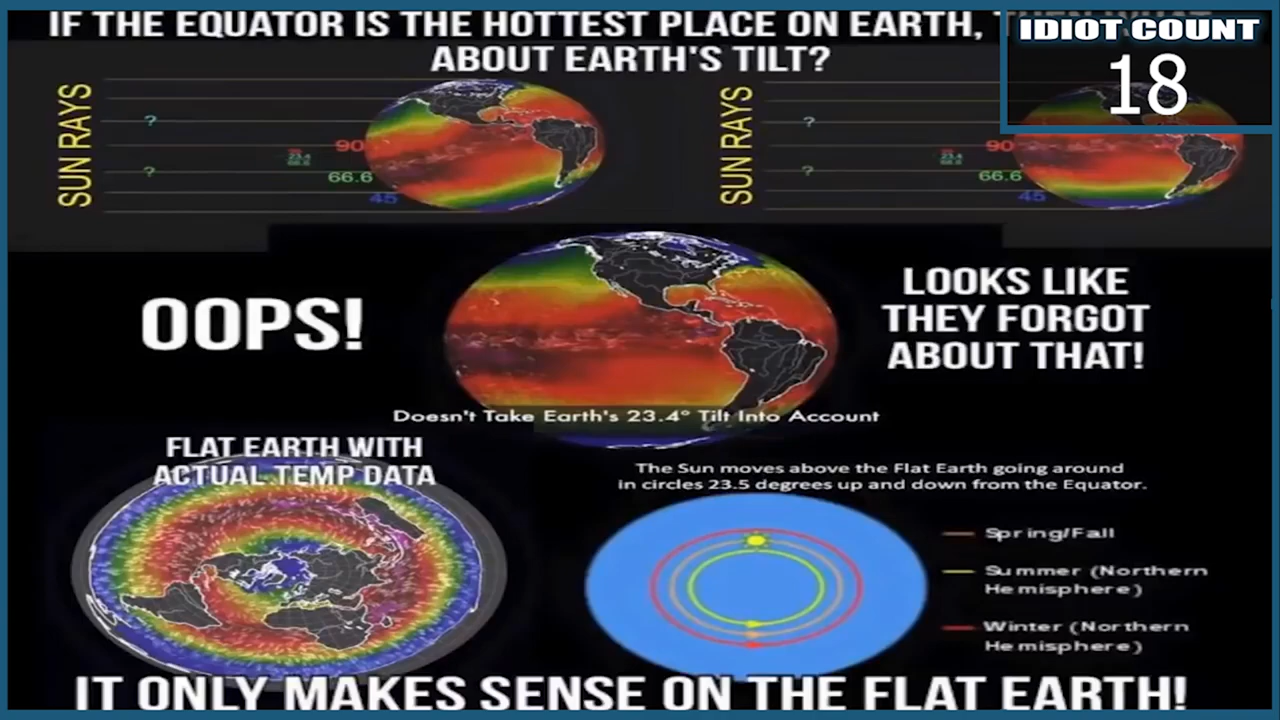 IF THE EQUATOR IS THE HOTTEST PLACE ON EARTH,
IDIOT COUNT
18
ABOUT EARTH'S TILT?
SUN RAYS
?
?
90
23.4
66.6
45
SUN RAYS
?
?
90
23.4
66.6
45
OOPS!
LOOKS LIKE
THEY FORGOT
ABOUT THAT!
Doesn't Take Earth's 23.4° Tilt Into Account
FLAT EARTH WITH
ACTUAL TEMP DATA
The Sun moves above the Flat Earth going around
in circles 23.5 degrees up and down from the Equator.
Spring/Fall
Summer (Northern
Hemisphere)
Winter (Northern
Hemisphere)
IT ONLY MAKES SENSE ON THE FLAT EARTH!